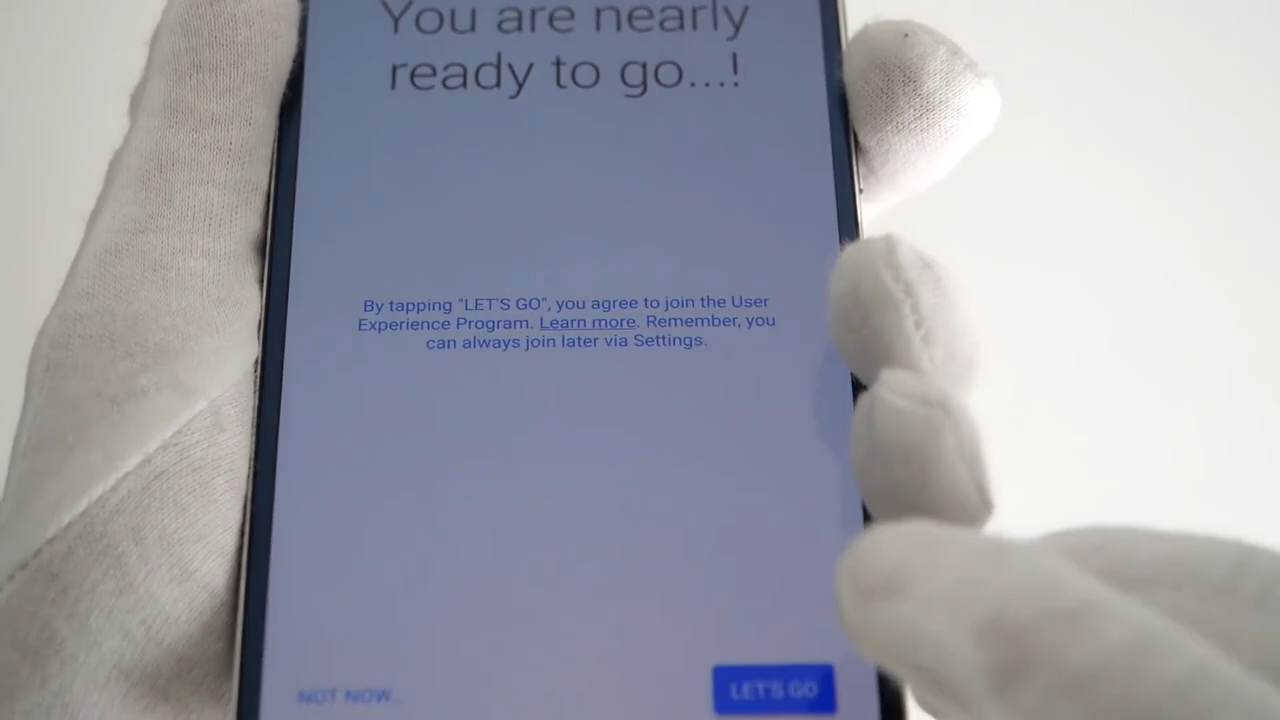 You are nearly
ready to go...!
By tapping "LET'S GO", you agree to join the User
Experience Program. Learn more. Remember, you
can always join later via Settings.
NOT NOW...
LET'S GO